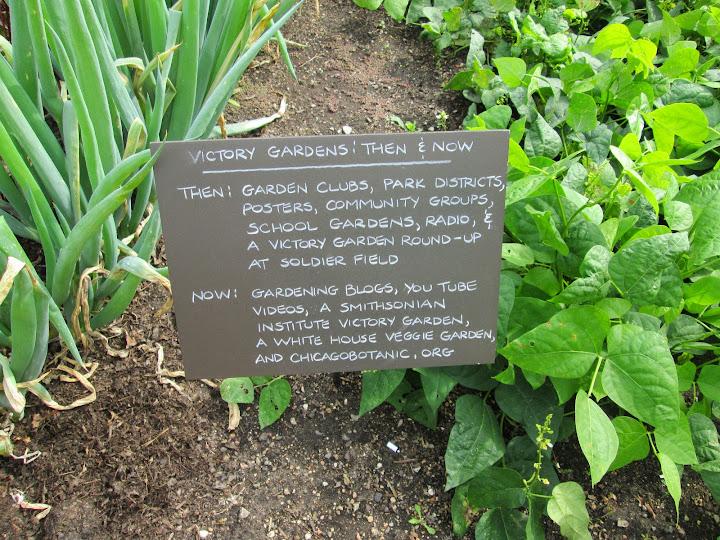 VICTORY GARDENS: THEN & NOW
THEN: GARDEN CLUBS, PARK DISTRICTS,
POSTERS, COMMUNITY GROUPS,
SCHOOL GARDENS, RADIO, &
A VICTORY GARDEN ROUND-UP
AT SOLDIER FIELD
NOW: GARDENING BLOGS, YOU TUBE
VIDEOS, A SMITHSONIAN
INSTITUTE VICTORY GARDEN,
A WHITE HOUSE VEGGIE GARDEN,
AND CHICAGOBOTANIC.ORG